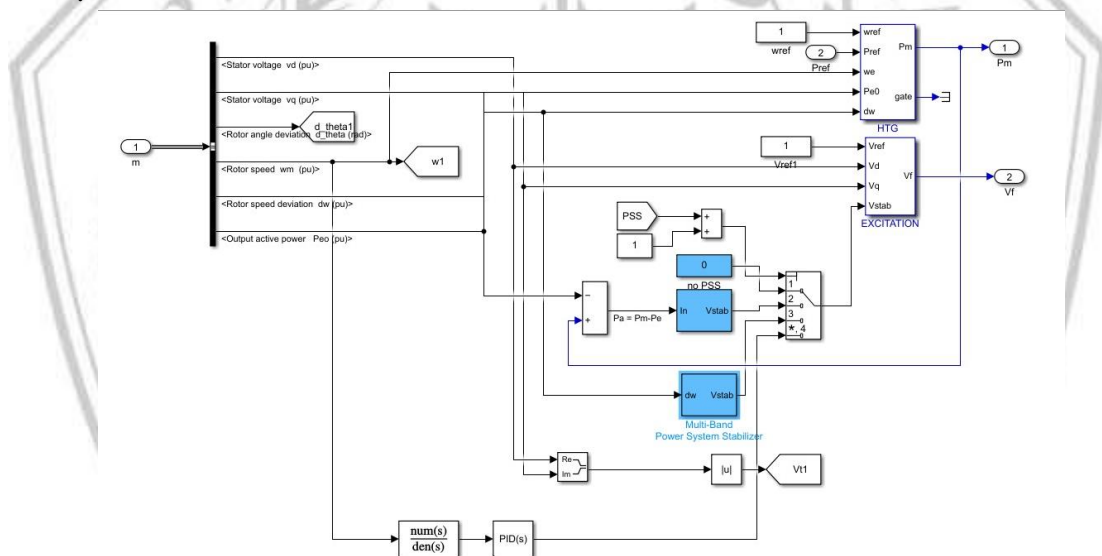 1
wref
2
Pref
wref
Pref
we
Pe0
dw
Pm
gate
HTG
1
Pm
<Stator voltage vd (pu)>
<Stator voltage vq (pu)>
d_theta1
<Rotor angle deviation d_theta (rad)>
1
m
<Rotor speed wm (pu)>
w1
<Rotor speed deviation dw (pu)>
<Output active power Peo (pu)>
1
Vref1
Vref
Vd
Vq
Vstab
Vf
EXCITATION
2
Vf
PSS
1
+
+
0
no PSS
−
+
Pa = Pm-Pe
In
Vstab
1
2
3
*, 4
dw
Vstab
Multi-Band
Power System Stabilizer
Re
Im
|u|
Vt1
num(s)
den(s)
PID(s)